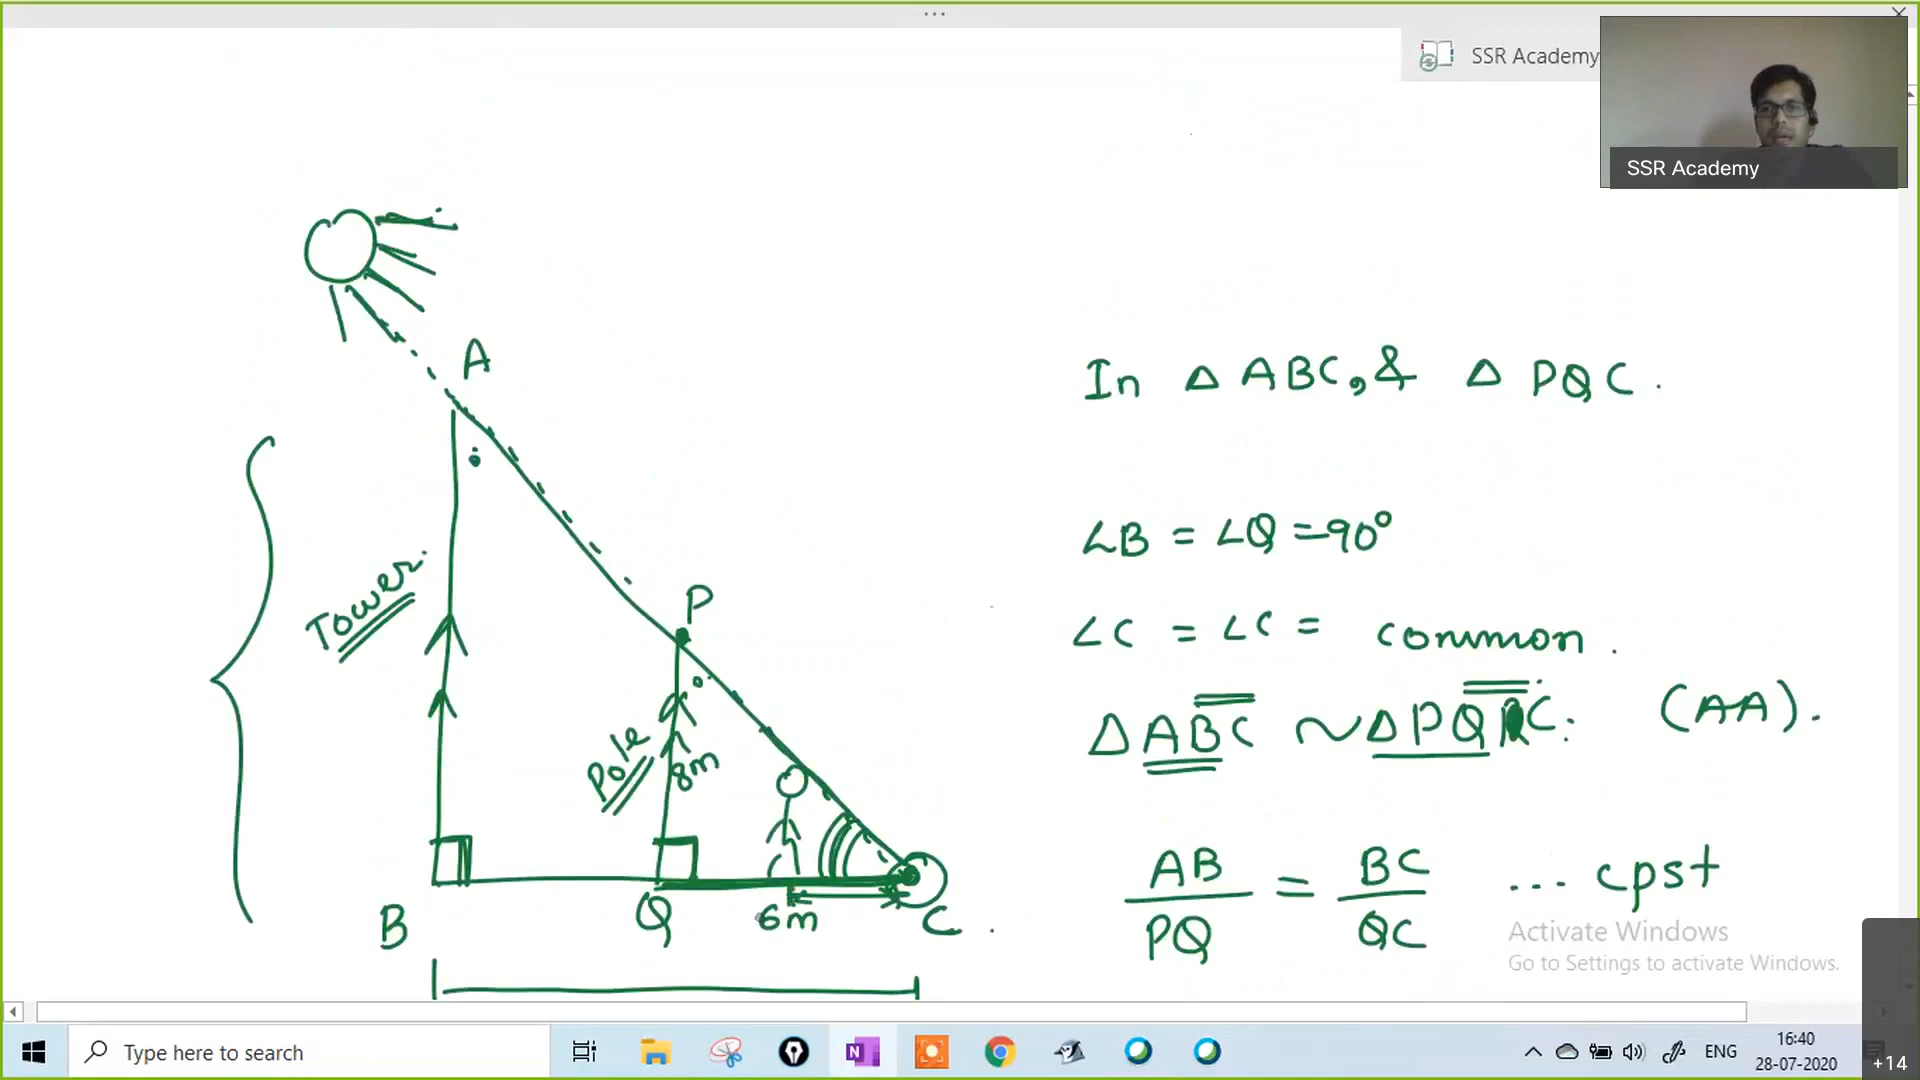 SSR Academy
SSR Academy
A
Tower
P
Pole
8m
B
Q
6m
C
In Δ ABC, & Δ PQC.
∠B = ∠Q = 90°
∠C = ∠C = common.
Δ ABC ~ Δ PQC. (AA).
AB/PQ = BC/QC ... cpst
Activate Windows
Go to Settings to activate Windows.
Type here to search
ENG
16:40
28-07-2020
+14